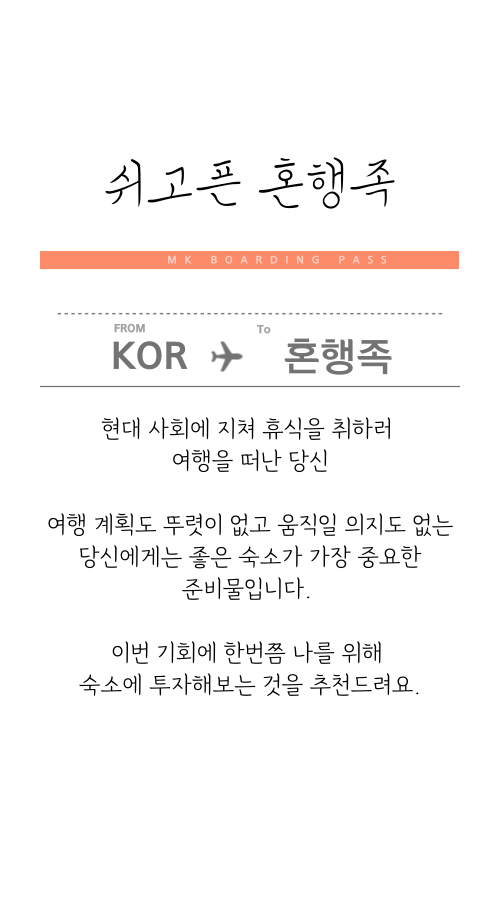 쉬고픈 혼행족
MK BOARDING PASS
FROM To
KOR 혼행족
현대 사회에 지쳐 휴식을 취하러
여행을 떠난 당신
여행 계획도 뚜렷이 없고 움직일 의지도 없는
당신에게는 좋은 숙소가 가장 중요한
준비물입니다.
이번 기회에 한번쯤 나를 위해
숙소에 투자해보는 것을 추천드려요.